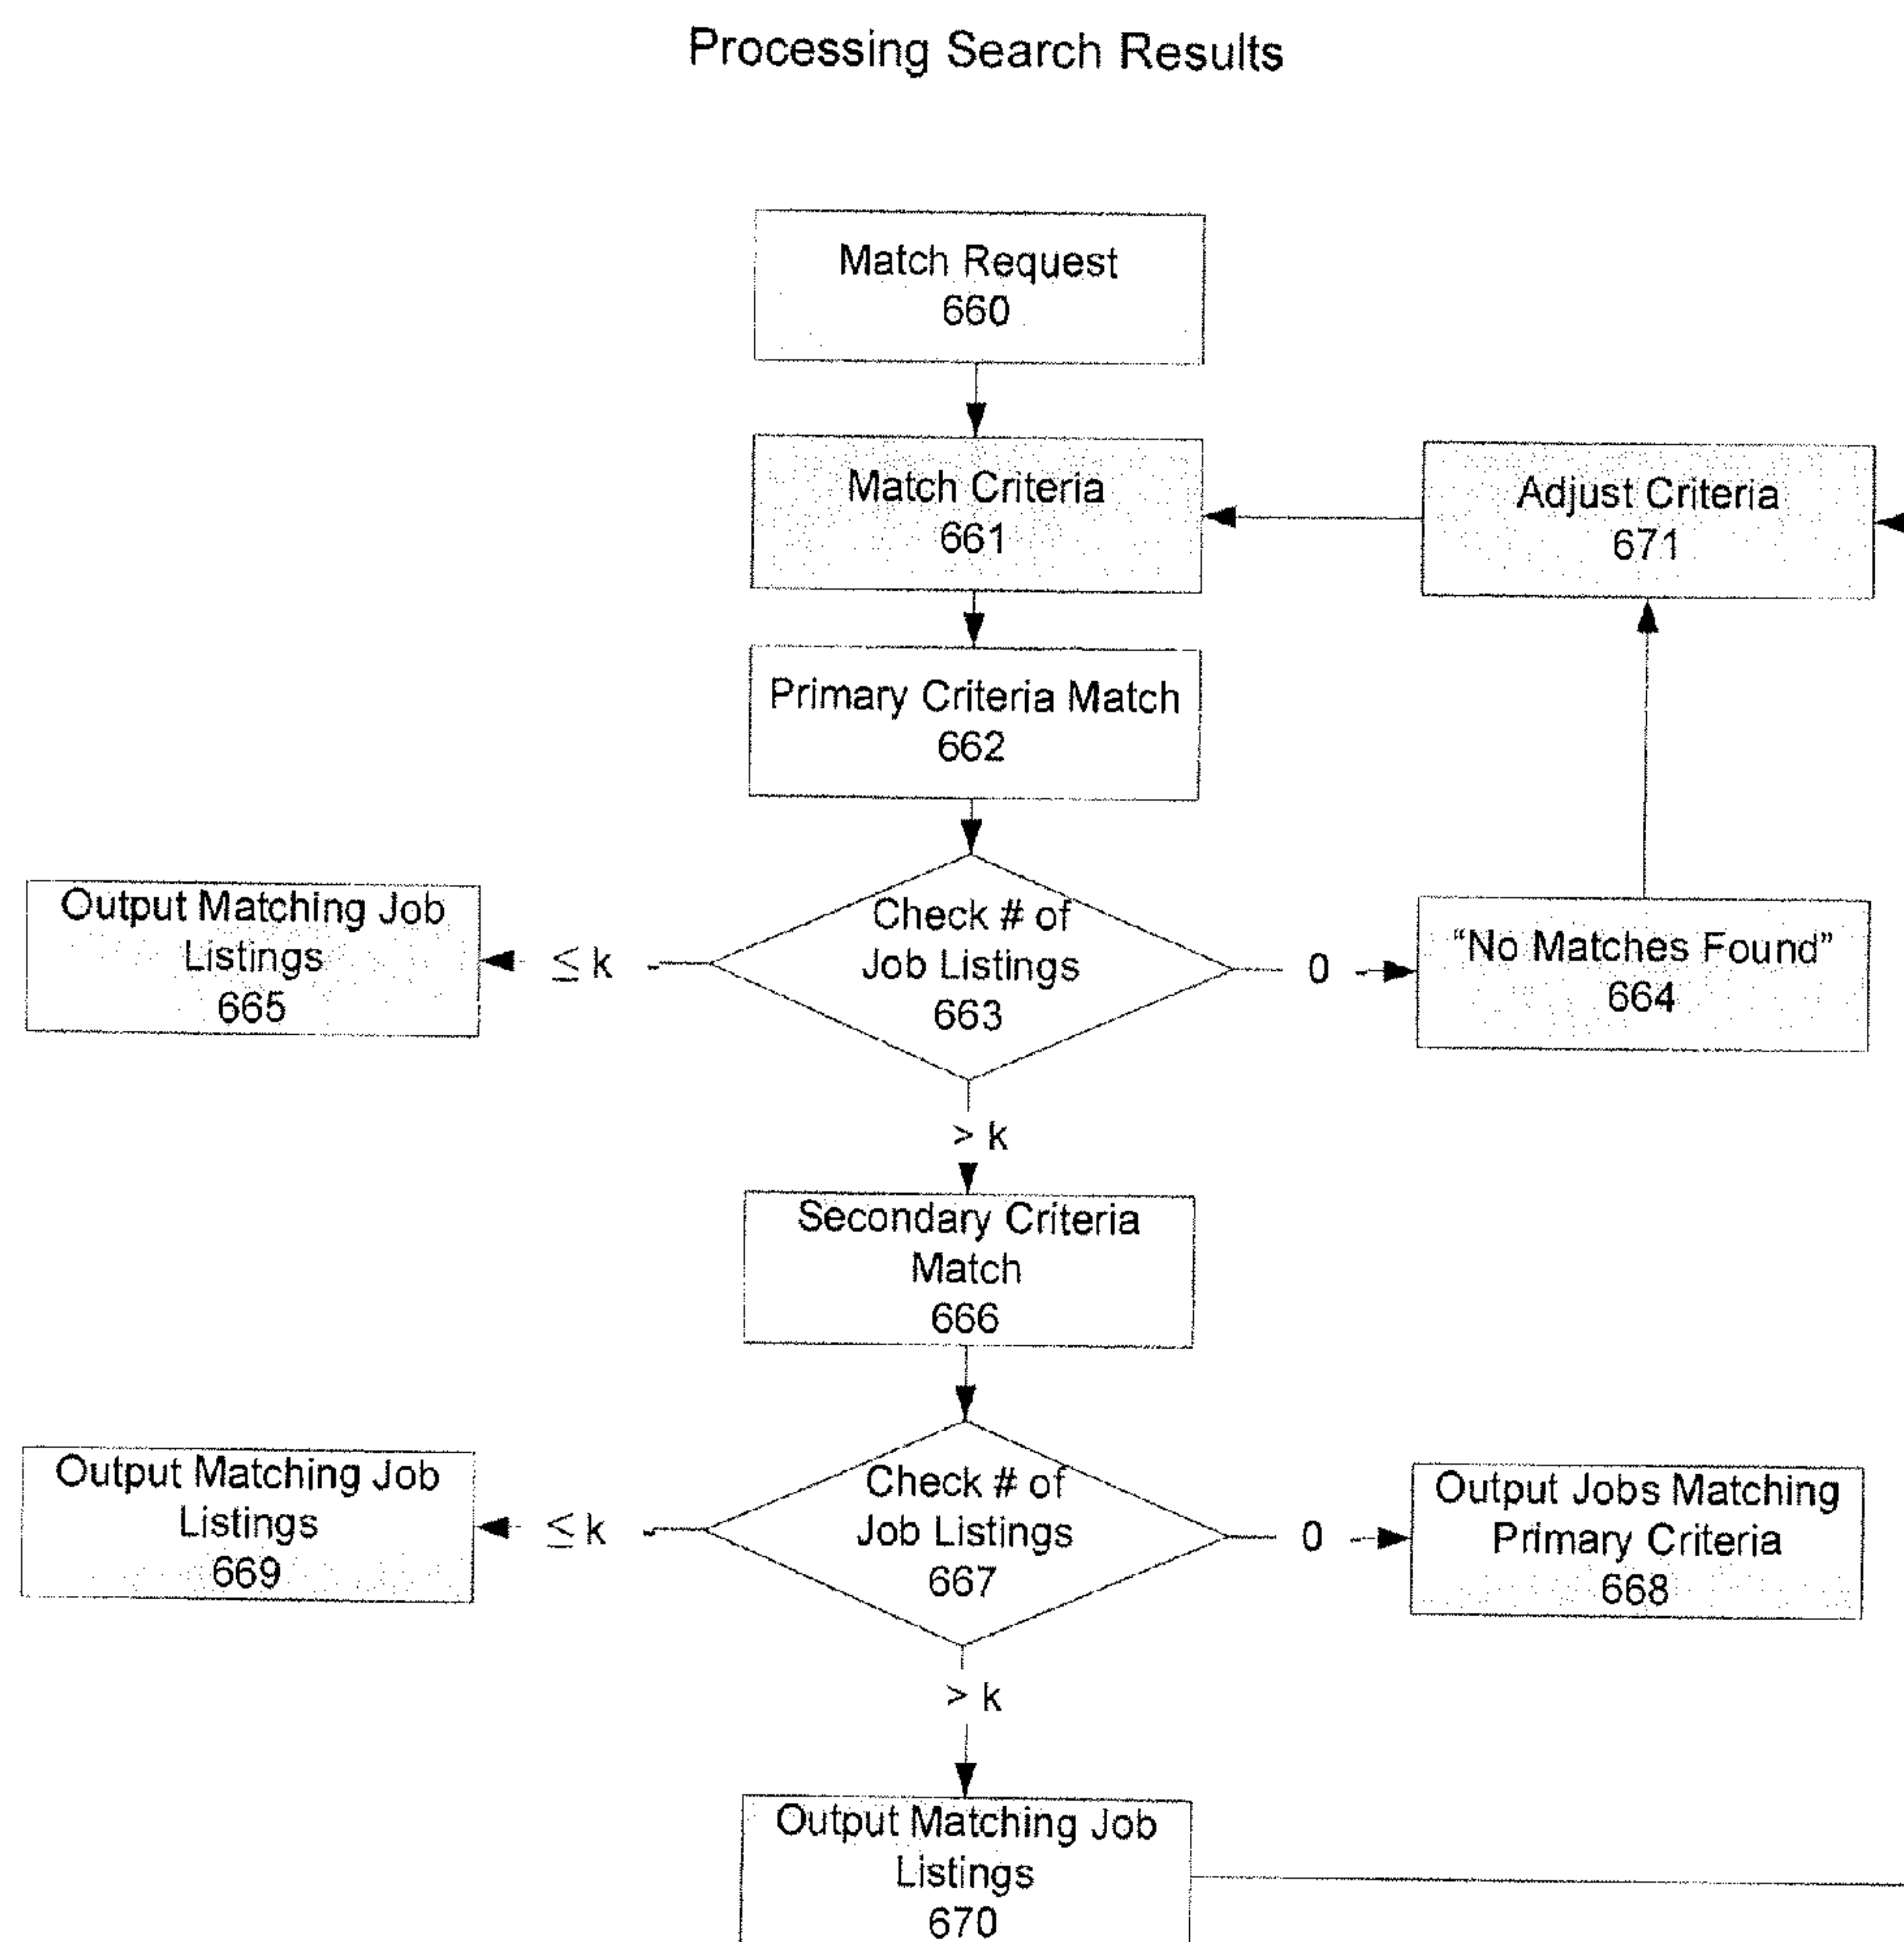 Processing Search Results
Match Request
660
Match Criteria
661
Adjust Criteria
671
Primary Criteria Match
662
Output Matching Job
Listings
665
≤ k
Check # of
Job Listings
663
0
“No Matches Found”
664
> k
Secondary Criteria
Match
666
Output Matching Job
Listings
669
≤ k
Check # of
Job Listings
667
0
Output Jobs Matching
Primary Criteria
668
> k
Output Matching Job
Listings
670